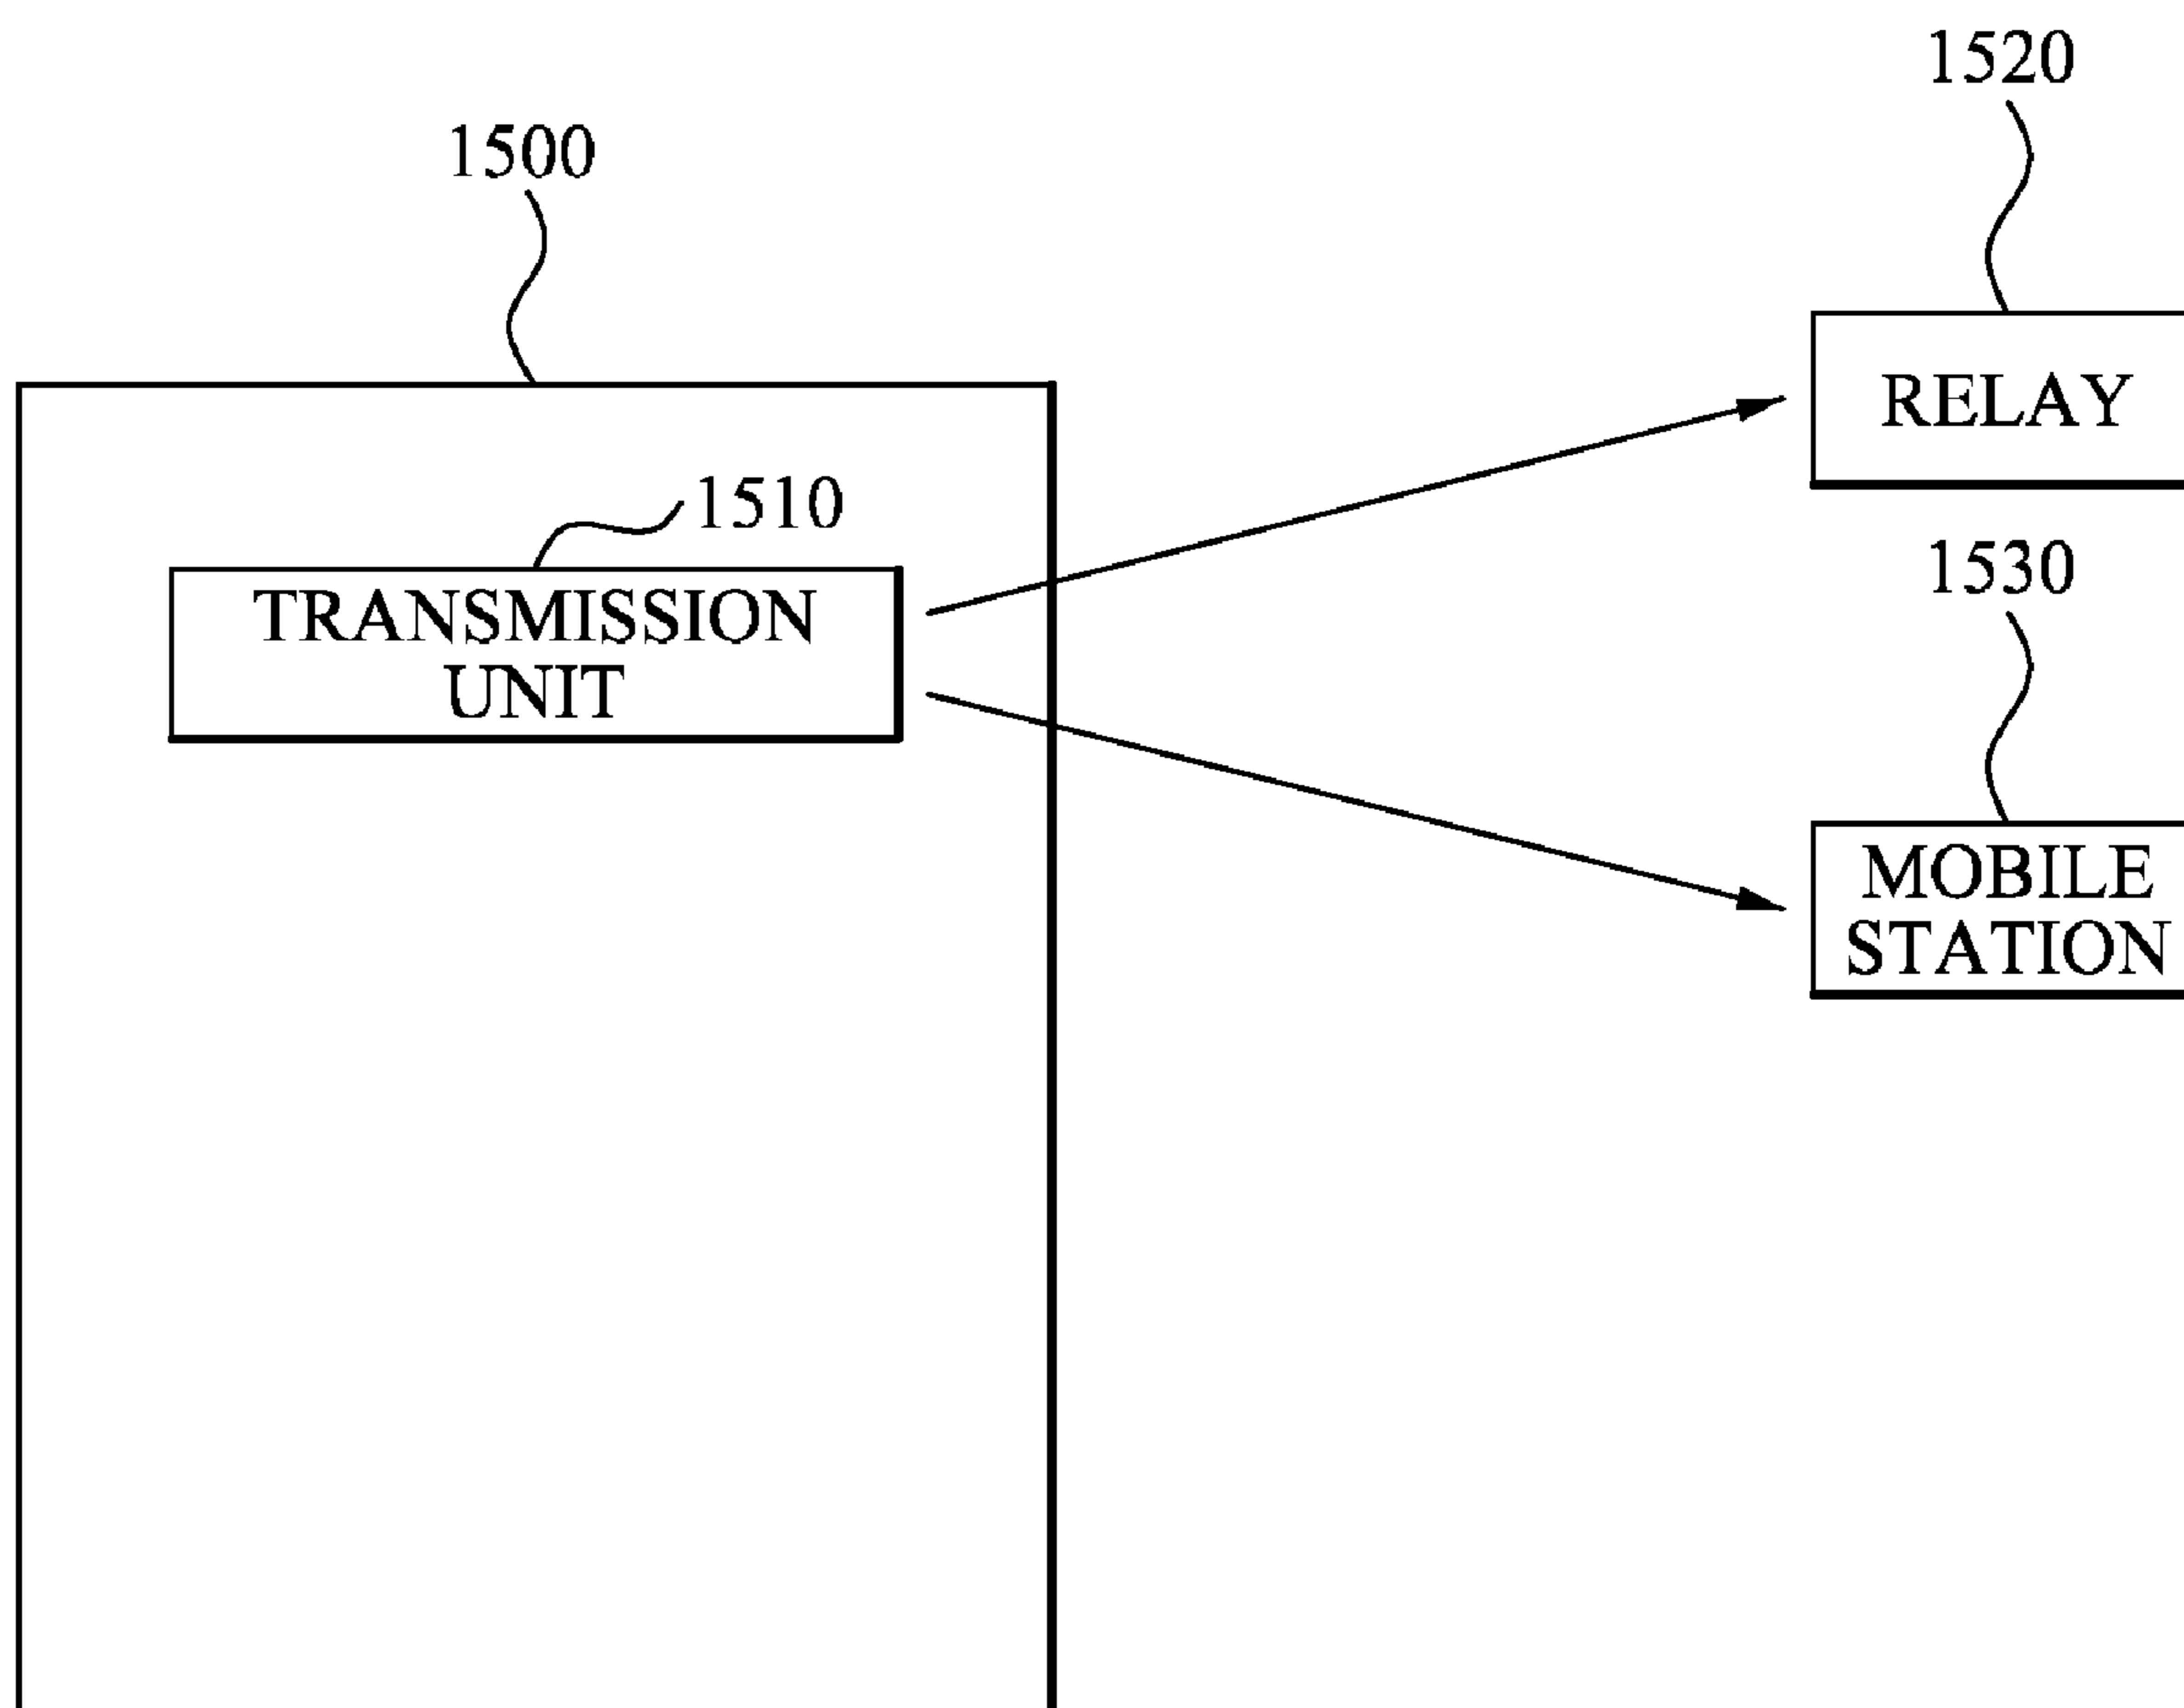 1520
1500
RELAY
1510
1530
TRANSMISSION
UNIT
MOBILE
STATION